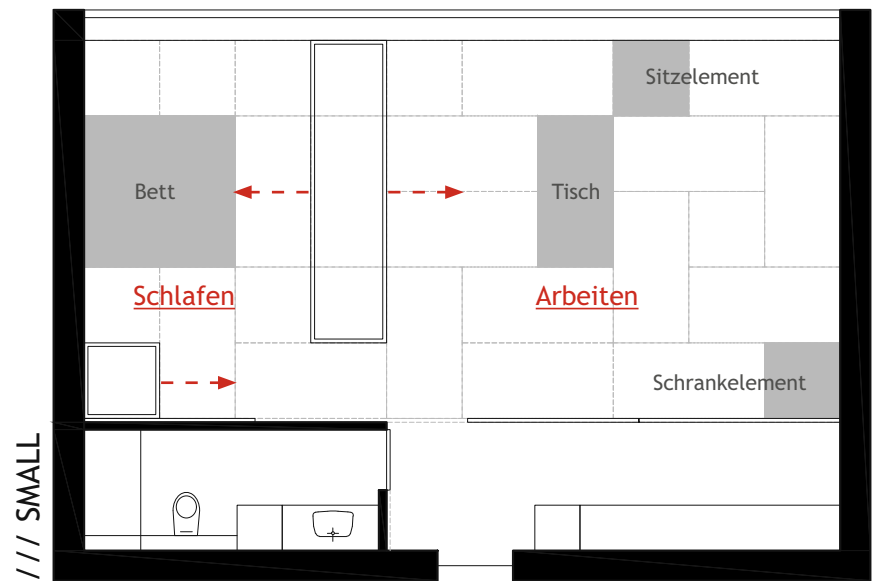 Sitzelement
Bett
Tisch
Schlafen
Arbeiten
Schrankelement
/// SMALL